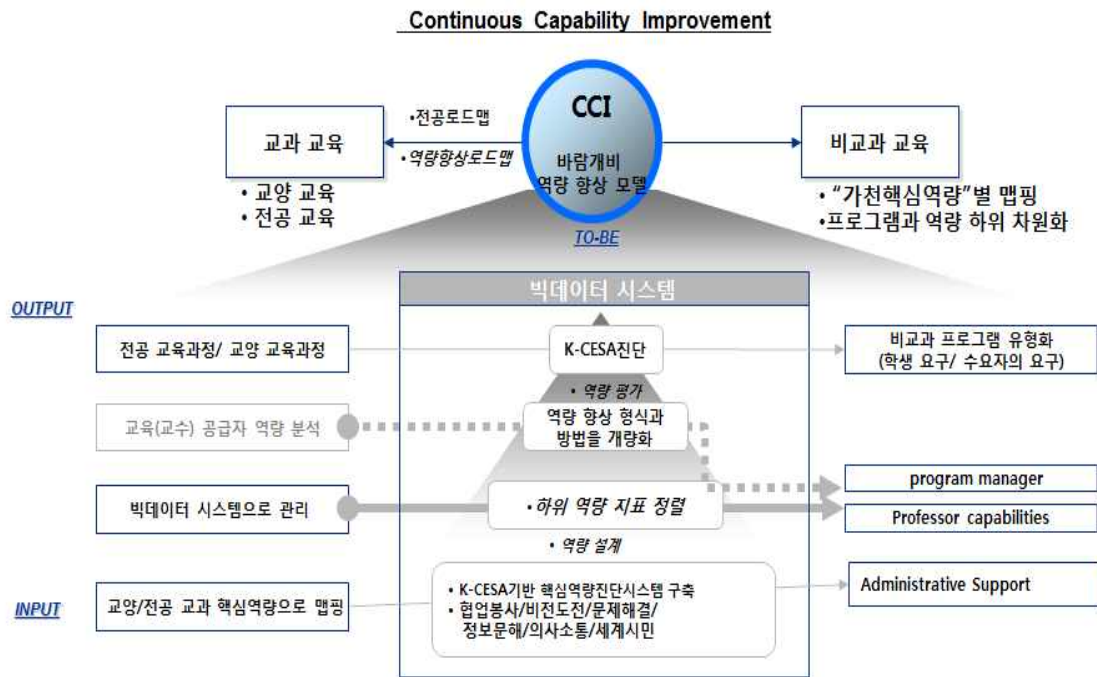 Continuous Capability Improvement
CCI
바람개비
역량 향상 모델
TO-BE
교과 교육
•전공로드맵
•역량향상로드맵
• 교양 교육
• 전공 교육
비교과 교육
• “가천핵심역량”별 맵핑
•프로그램과 역량 하위 차원화
OUTPUT
빅데이터 시스템
전공 교육과정/ 교양 교육과정
K-CESA진단
비교과 프로그램 유형화
(학생 요구/ 수요자의 요구)
• 역량 평가
교육(교수) 공급자 역량 분석
역량 향상 형식과
방법을 개량화
program manager
빅데이터 시스템으로 관리
•하위 역량 지표 정렬
Professor capabilities
• 역량 설계
INPUT
교양/전공 교과 핵심역량으로 맵핑
• K-CESA기반 핵심역량진단시스템 구축
• 협업봉사/비전도전/문제해결/
정보문해/의사소통/세계시민
Administrative Support